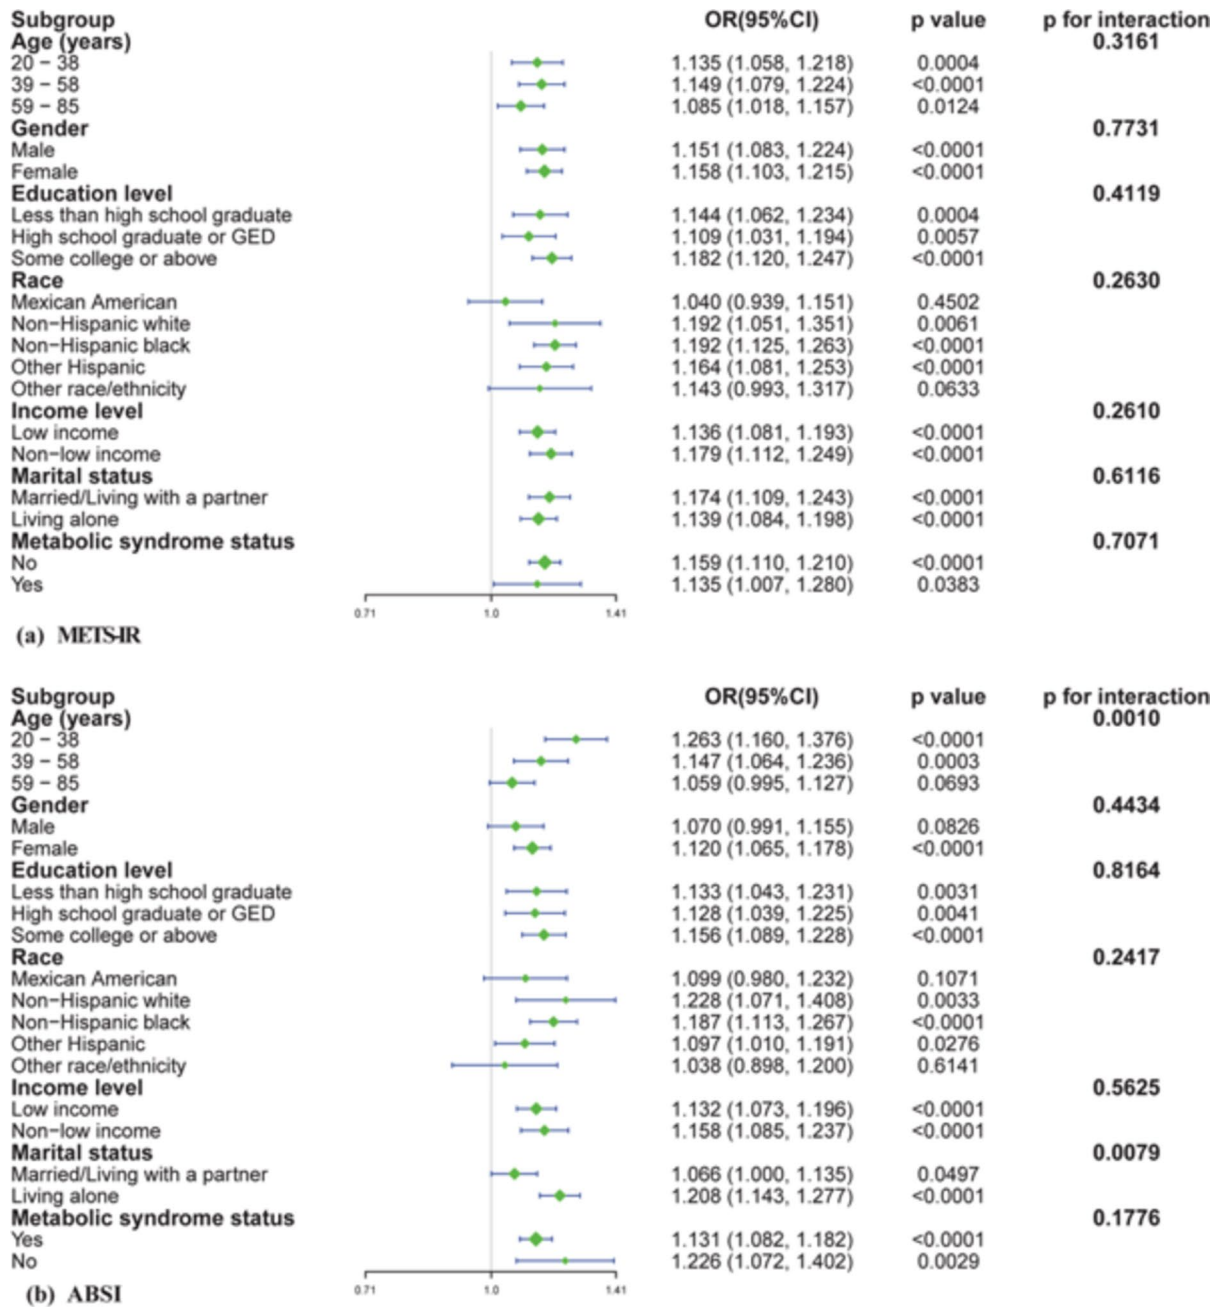 Subgroup OR(95%CI) p value p for interaction
Age (years) 0.3161
20 − 38 1.135 (1.058, 1.218) 0.0004
39 − 58 1.149 (1.079, 1.224) <0.0001
59 − 85 1.085 (1.018, 1.157) 0.0124
Gender 0.7731
Male 1.151 (1.083, 1.224) <0.0001
Female 1.158 (1.103, 1.215) <0.0001
Education level 0.4119
Less than high school graduate 1.144 (1.062, 1.234) 0.0004
High school graduate or GED 1.109 (1.031, 1.194) 0.0057
Some college or above 1.182 (1.120, 1.247) <0.0001
Race 0.2630
Mexican American 1.040 (0.939, 1.151) 0.4502
Non−Hispanic white 1.192 (1.051, 1.351) 0.0061
Non−Hispanic black 1.192 (1.125, 1.263) <0.0001
Other Hispanic 1.164 (1.081, 1.253) <0.0001
Other race/ethnicity 1.143 (0.993, 1.317) 0.0633
Income level 0.2610
Low income 1.136 (1.081, 1.193) <0.0001
Non−low income 1.179 (1.112, 1.249) <0.0001
Marital status 0.6116
Married/Living with a partner 1.174 (1.109, 1.243) <0.0001
Living alone 1.139 (1.084, 1.198) <0.0001
Metabolic syndrome status 0.7071
No 1.159 (1.110, 1.210) <0.0001
Yes 1.135 (1.007, 1.280) 0.0383
0.71 1.0 1.41
(a) METS-IR
Subgroup OR(95%CI) p value p for interaction
Age (years) 0.0010
20 − 38 1.263 (1.160, 1.376) <0.0001
39 − 58 1.147 (1.064, 1.236) 0.0003
59 − 85 1.059 (0.995, 1.127) 0.0693
Gender 0.4434
Male 1.070 (0.991, 1.155) 0.0826
Female 1.120 (1.065, 1.178) <0.0001
Education level 0.8164
Less than high school graduate 1.133 (1.043, 1.231) 0.0031
High school graduate or GED 1.128 (1.039, 1.225) 0.0041
Some college or above 1.156 (1.089, 1.228) <0.0001
Race 0.2417
Mexican American 1.099 (0.980, 1.232) 0.1071
Non−Hispanic white 1.228 (1.071, 1.408) 0.0033
Non−Hispanic black 1.187 (1.113, 1.267) <0.0001
Other Hispanic 1.097 (1.010, 1.191) 0.0276
Other race/ethnicity 1.038 (0.898, 1.200) 0.6141
Income level 0.5625
Low income 1.132 (1.073, 1.196) <0.0001
Non−low income 1.158 (1.085, 1.237) <0.0001
Marital status 0.0079
Married/Living with a partner 1.066 (1.000, 1.135) 0.0497
Living alone 1.208 (1.143, 1.277) <0.0001
Metabolic syndrome status 0.1776
Yes 1.131 (1.082, 1.182) <0.0001
No 1.226 (1.072, 1.402) 0.0029
0.71 1.0 1.41
(b) ABSI